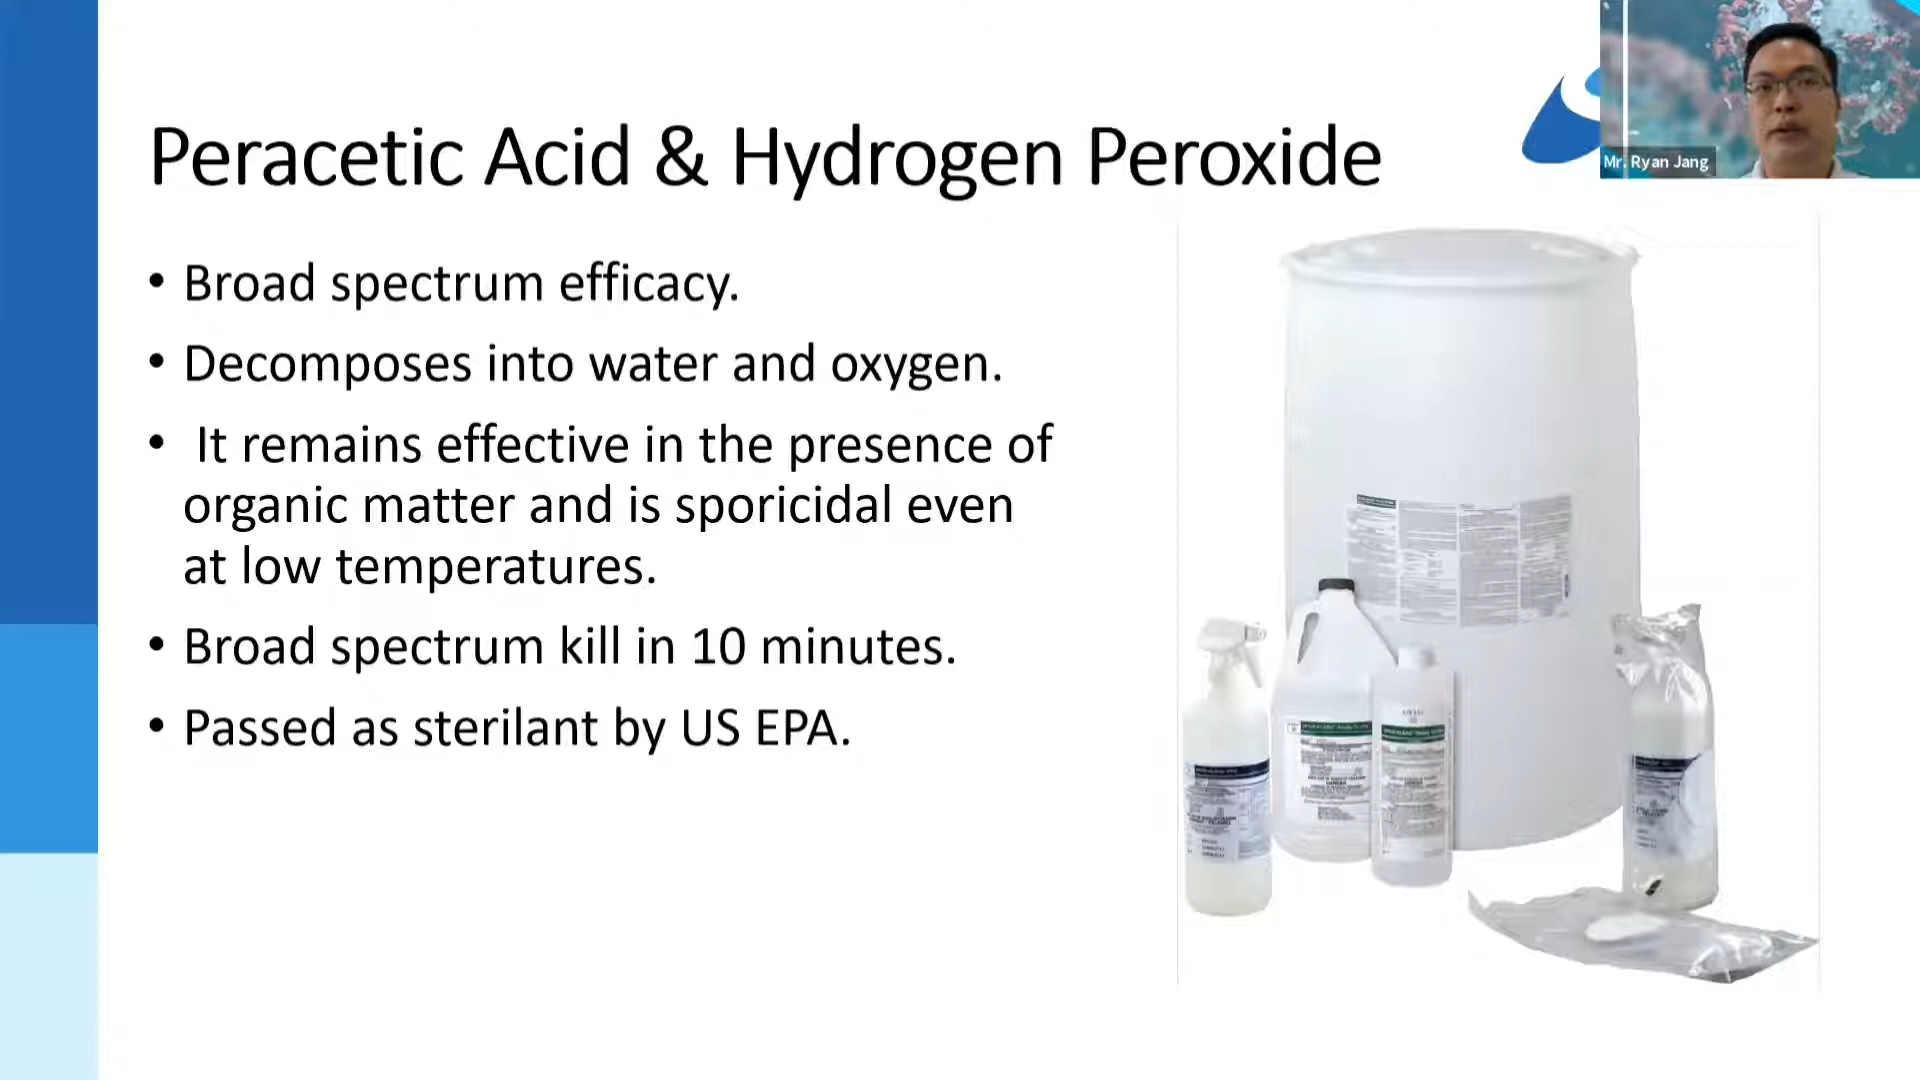 Peracetic Acid & Hydrogen Peroxide
Mr. Ryan Jang
• Broad spectrum efficacy.
• Decomposes into water and oxygen.
• It remains effective in the presence of
organic matter and is sporicidal even
at low temperatures.
• Broad spectrum kill in 10 minutes.
• Passed as sterilant by US EPA.